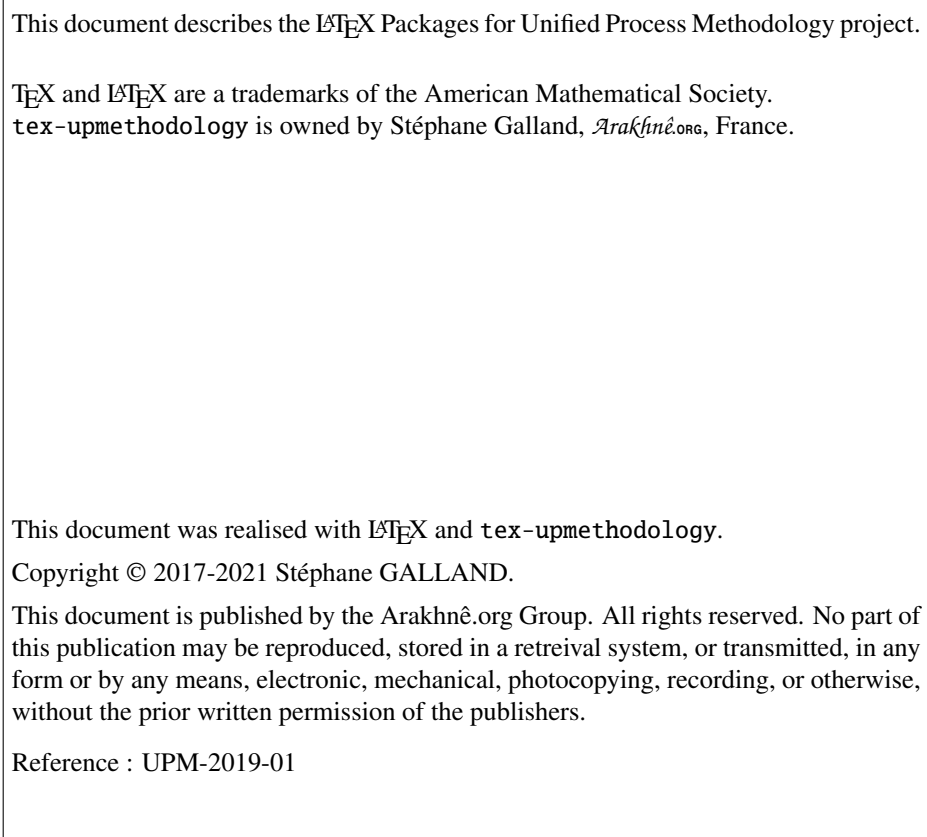 This document describes the LATEX Packages for Unified Process Methodology project.
TEX and LATEX are a trademarks of the American Mathematical Society.
tex-upmethodology is owned by Stéphane Galland, Arakhnê.ORG, France.
This document was realised with LATEX and tex-upmethodology.
Copyright © 2017-2021 Stéphane GALLAND.
This document is published by the Arakhnê.org Group. All rights reserved. No part of
this publication may be reproduced, stored in a retreival system, or transmitted, in any
form or by any means, electronic, mechanical, photocopying, recording, or otherwise,
without the prior written permission of the publishers.
Reference : UPM-2019-01